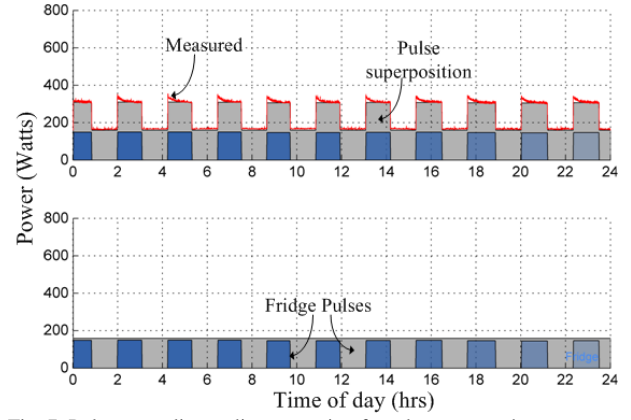 800
600
400
200
0
Measured
Pulse
superposition
0 2 4 6 8 10 12 14 16 18 20 22 24
Power (Watts)
800
600
400
200
0
Fridge Pulses
Fridge
0 2 4 6 8 10 12 14 16 18 20 22 24
Time of day (hrs)